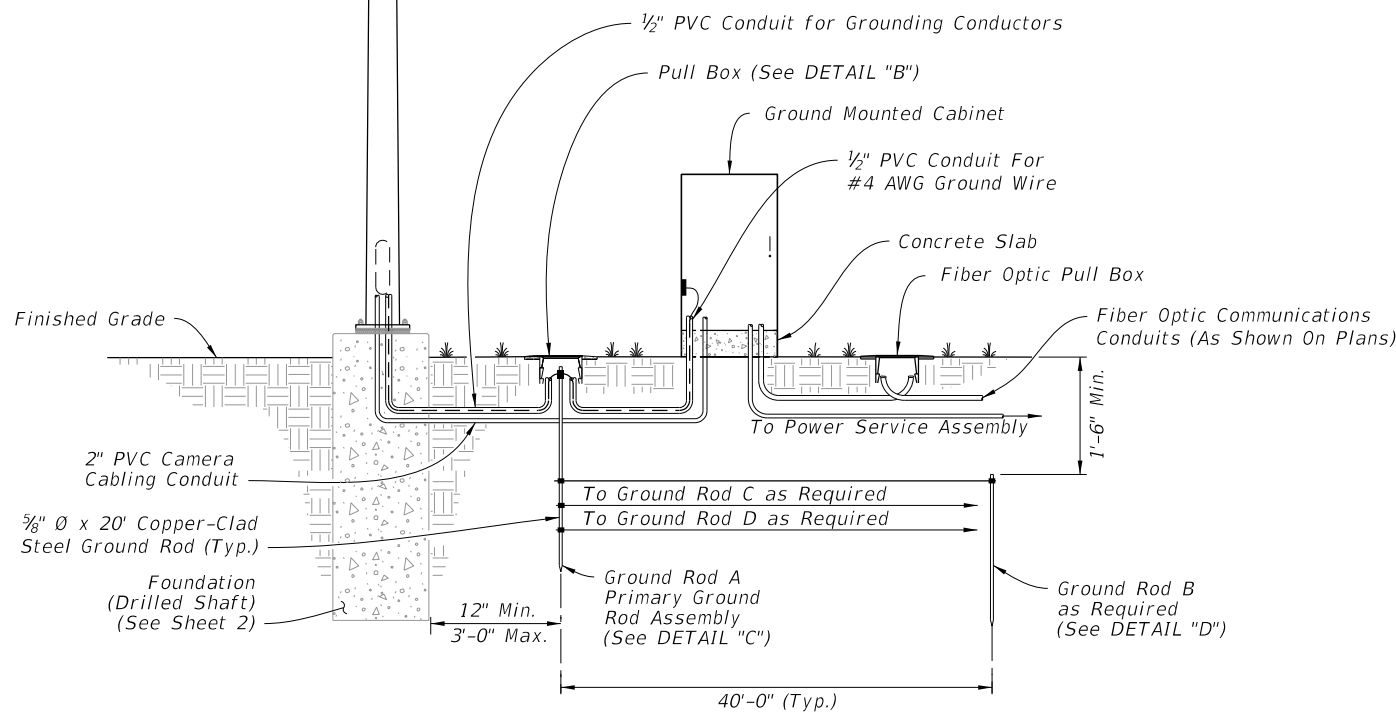 ½" PVC Conduit for Grounding Conductors
Pull Box (See DETAIL "B")
Ground Mounted Cabinet
½" PVC Conduit For
#4 AWG Ground Wire
Concrete Slab
Fiber Optic Pull Box
Finished Grade
Fiber Optic Communications
Conduits (As Shown On Plans)
1'-6" Min.
To Power Service Assembly
2" PVC Camera
Cabling Conduit
To Ground Rod C as Required
To Ground Rod D as Required
⅝" Ø x 20' Copper-Clad
Steel Ground Rod (Typ.)
Foundation
(Drilled Shaft)
(See Sheet 2)
12" Min.
3'-0" Max.
Ground Rod A
Primary Ground
Rod Assembly
(See DETAIL "C")
Ground Rod B
as Required
(See DETAIL "D")
40'-0" (Typ.)